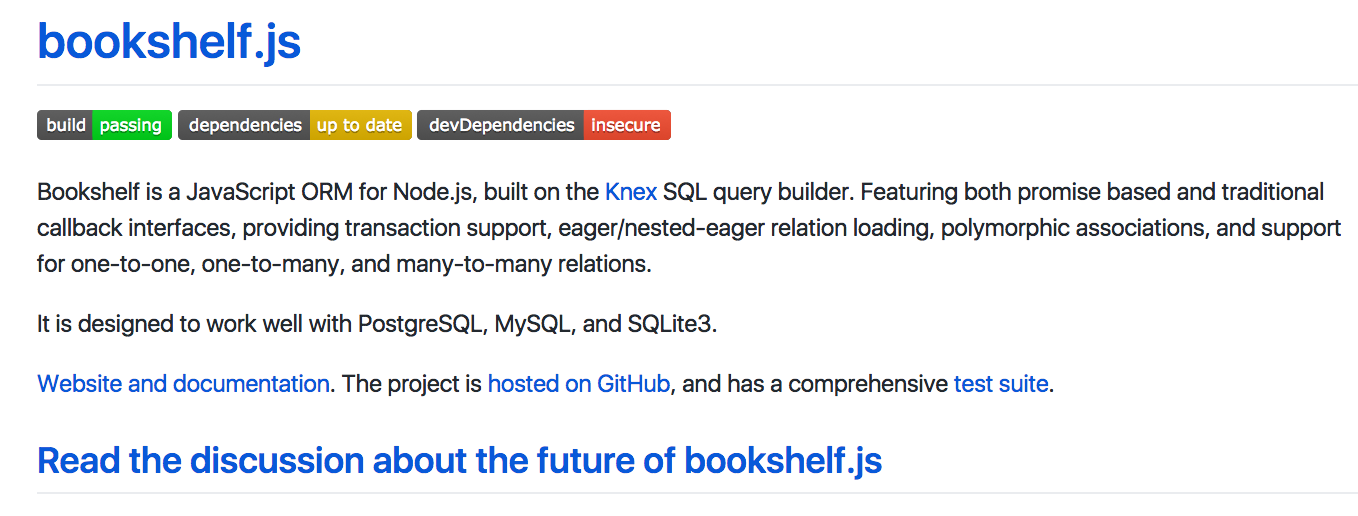 bookshelf.js
build passing dependencies up to date devDependencies insecure
Bookshelf is a JavaScript ORM for Node.js, built on the Knex SQL query builder. Featuring both promise based and traditional
callback interfaces, providing transaction support, eager/nested-eager relation loading, polymorphic associations, and support
for one-to-one, one-to-many, and many-to-many relations.
It is designed to work well with PostgreSQL, MySQL, and SQLite3.
Website and documentation. The project is hosted on GitHub, and has a comprehensive test suite.
Read the discussion about the future of bookshelf.js